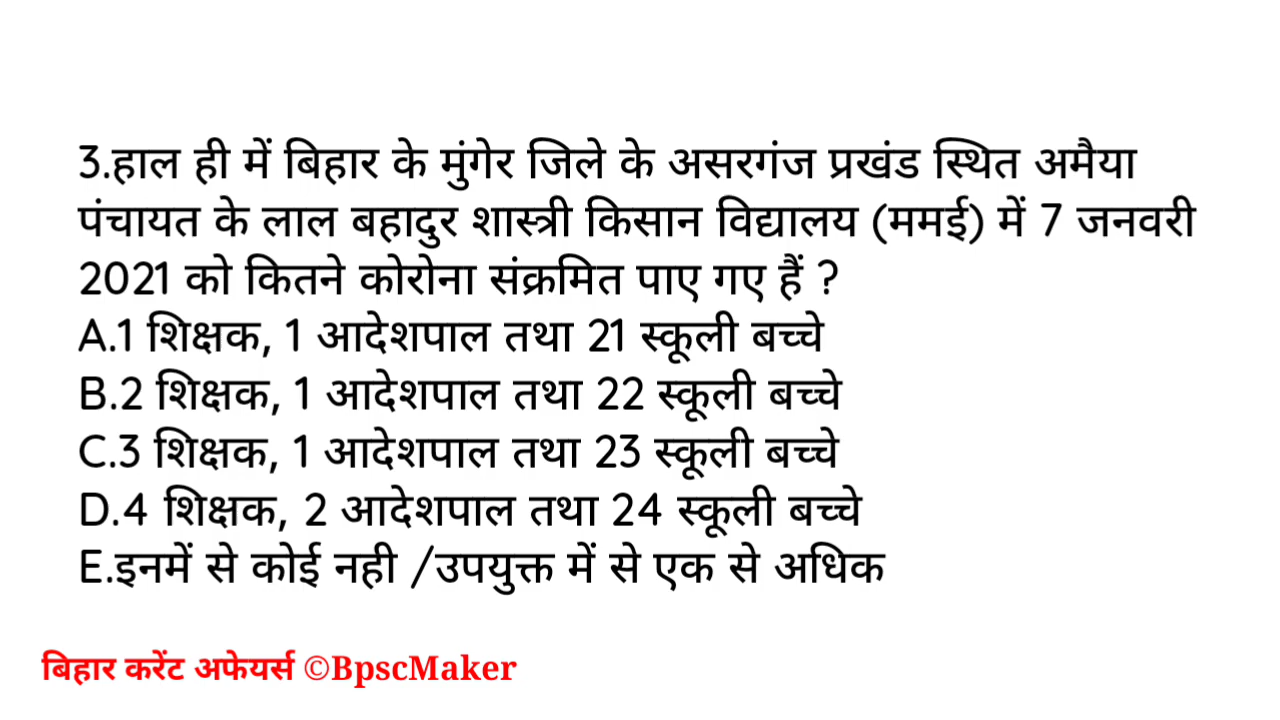 3.हाल ही में बिहार के मुंगेर जिले के असरगंज प्रखंड स्थित अमैया
पंचायत के लाल बहादुर शास्त्री किसान विद्यालय (ममई) में 7 जनवरी
2021 को कितने कोरोना संक्रमित पाए गए हैं ?
A.1 शिक्षक, 1 आदेशपाल तथा 21 स्कूली बच्चे
B.2 शिक्षक, 1 आदेशपाल तथा 22 स्कूली बच्चे
C.3 शिक्षक, 1 आदेशपाल तथा 23 स्कूली बच्चे
D.4 शिक्षक, 2 आदेशपाल तथा 24 स्कूली बच्चे
E.इनमें से कोई नही /उपयुक्त में से एक से अधिक
बिहार करेंट अफेयर्स ©BpscMaker